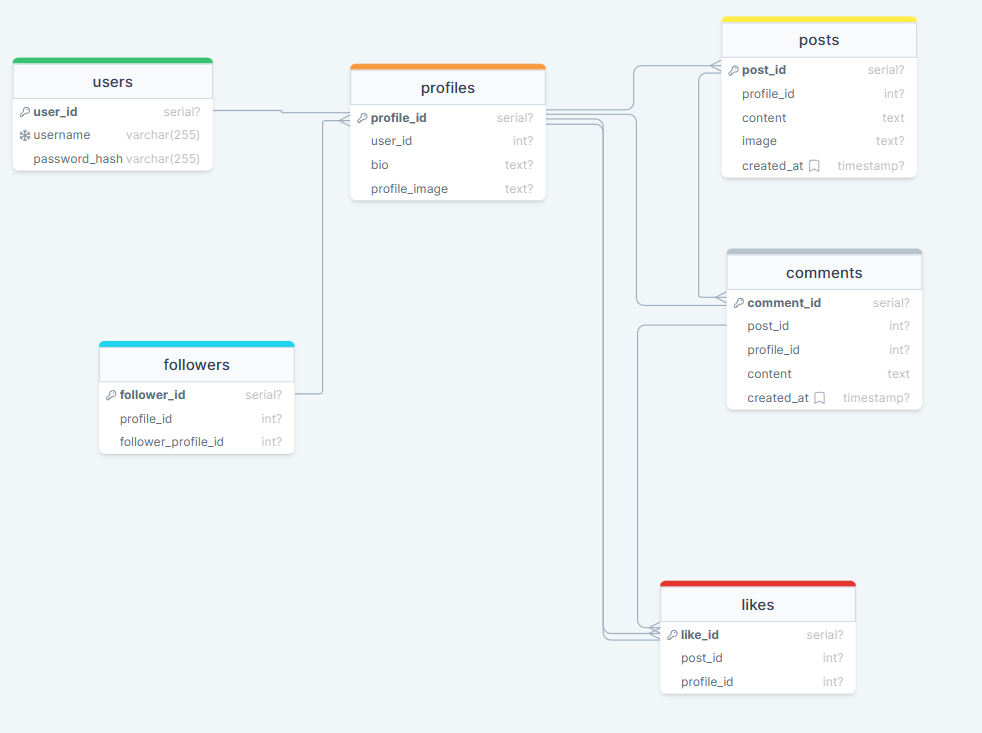 users
user_id serial?
username varchar(255)
password_hash varchar(255)
profiles
profile_id serial?
user_id int?
bio text?
profile_image text?
posts
post_id serial?
profile_id int?
content text
image text?
created_at timestamp?
comments
comment_id serial?
post_id int?
profile_id int?
content text
created_at timestamp?
followers
follower_id serial?
profile_id int?
follower_profile_id int?
likes
like_id serial?
post_id int?
profile_id int?